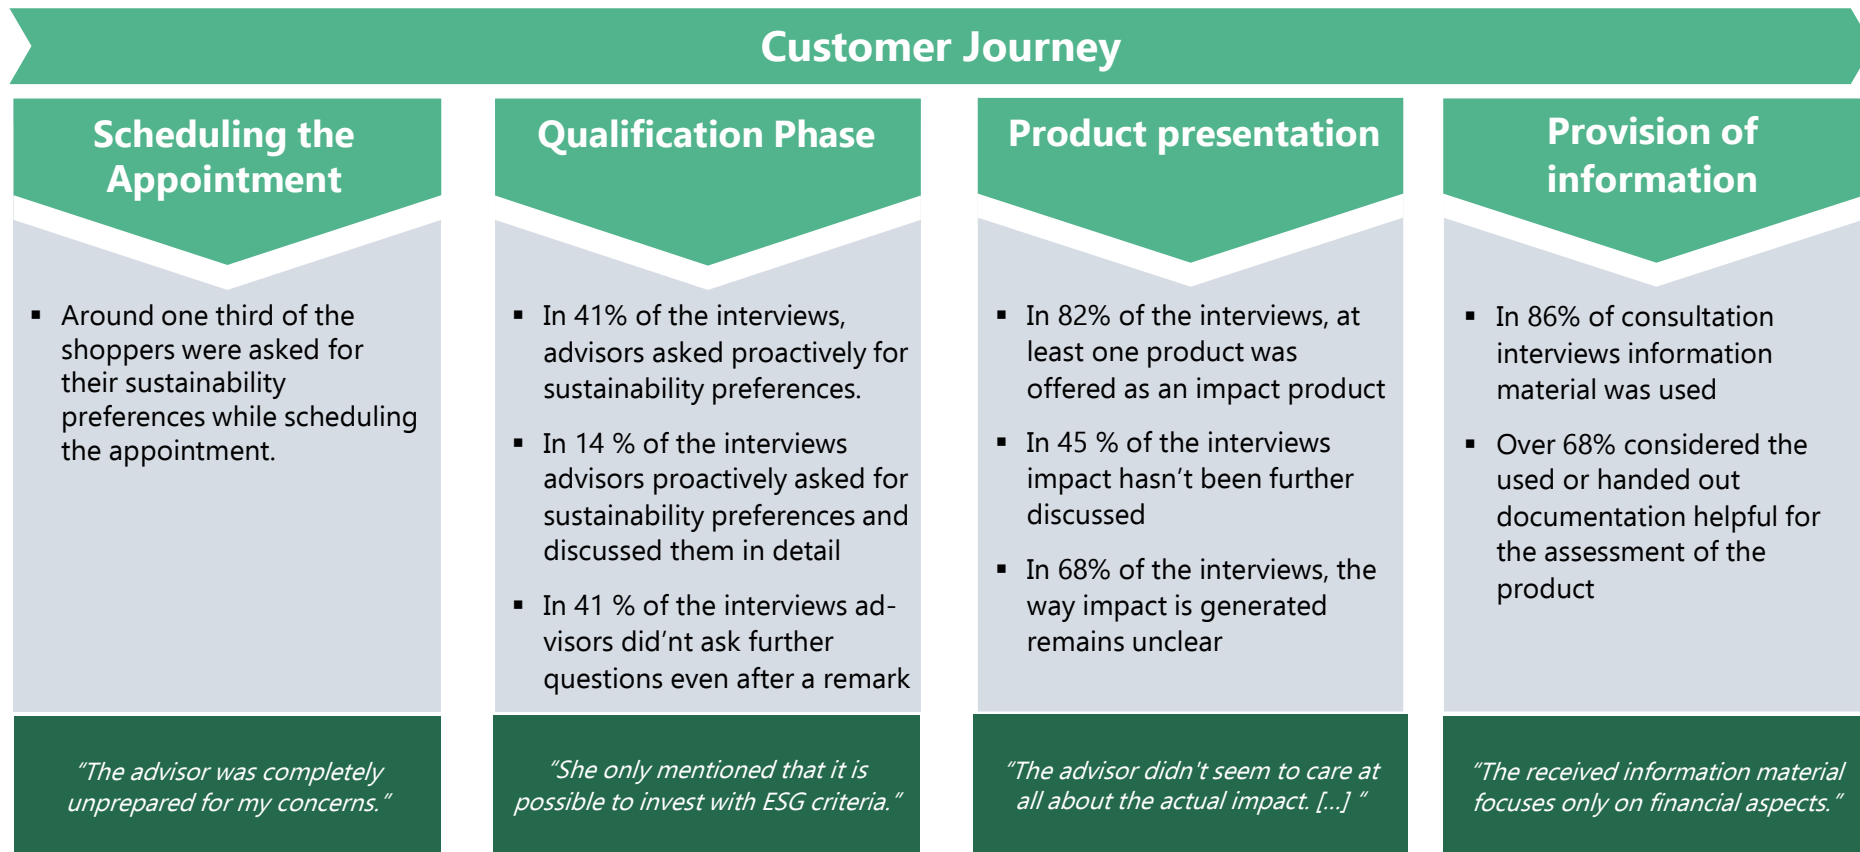 Customer Journey
Scheduling the
Appointment
▪ Around one third of the
shoppers were asked for
their sustainability
preferences while scheduling
the appointment.
"The advisor was completely
unprepared for my concerns."
Qualification Phase
▪ In 41% of the interviews,
advisors asked proactively for
sustainability preferences.
▪ In 14 % of the interviews
advisors proactively asked for
sustainability preferences and
discussed them in detail
▪ In 41 % of the interviews ad-
visors did'nt ask further
questions even after a remark
"She only mentioned that it is
possible to invest with ESG criteria."
Product presentation
▪ In 82% of the interviews, at
least one product was
offered as an impact product
▪ In 45 % of the interviews
impact hasn't been further
discussed
▪ In 68% of the interviews, the
way impact is generated
remains unclear
"The advisor didn't seem to care at
all about the actual impact. [...] "
Provision of
information
▪ In 86% of consultation
interviews information
material was used
▪ Over 68% considered the
used or handed out
documentation helpful for
the assessment of the
product
"The received information material
focuses only on financial aspects."